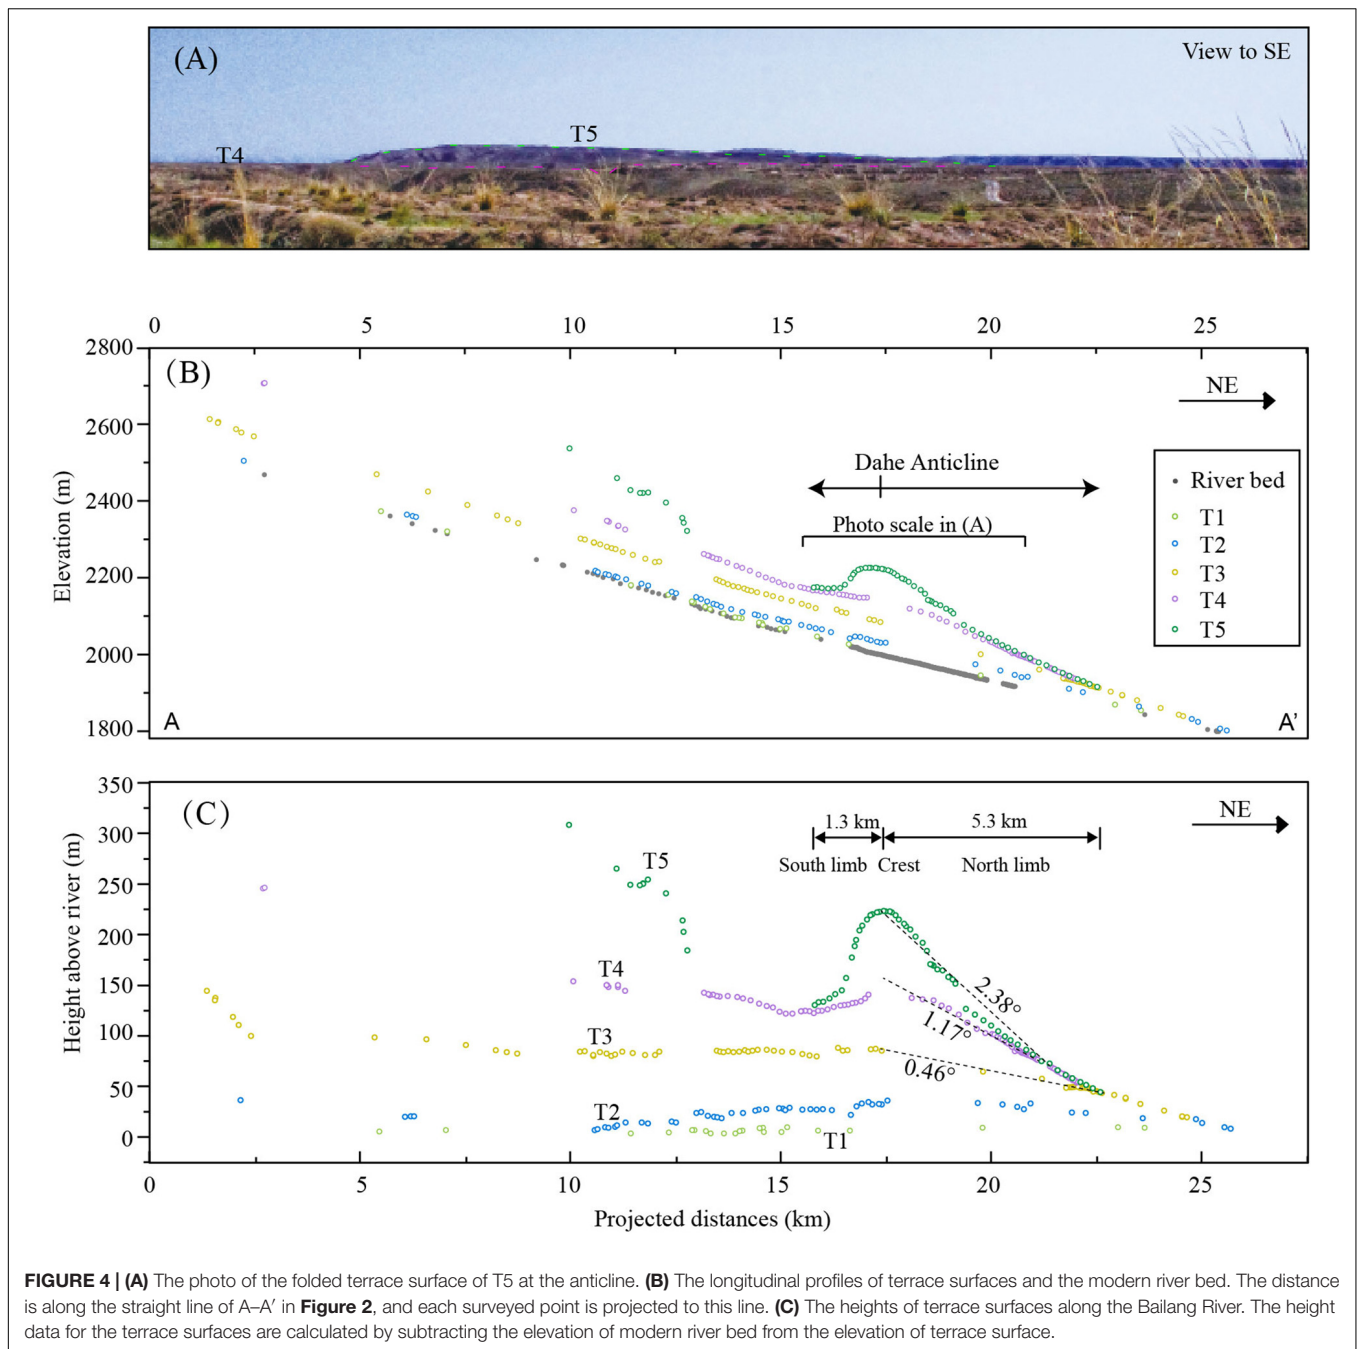 (A)
View to SE
T5
T4
0 5 10 15 20 25
2800
(B)
NE
2600
Dahe Anticline
Elevation (m)
2400
River bed
Photo scale in (A)
T1
T2
2200
T3
T4
T5
2000
1800
A
A'
350
(C)
NE
300
1.3 km
5.3 km
South limb
Crest
North limb
Height above river (m)
250
T5
200
150
T4
2.38°
1.17°
100
T3
0.46°
50
T2
T1
0
0 5 10 15 20 25
Projected distances (km)
FIGURE 4 | (A) The photo of the folded terrace surface of T5 at the anticline. (B) The longitudinal profiles of terrace surfaces and the modern river bed. The distance
is along the straight line of A–A′ in Figure 2, and each surveyed point is projected to this line. (C) The heights of terrace surfaces along the Bailang River. The height
data for the terrace surfaces are calculated by subtracting the elevation of modern river bed from the elevation of terrace surface.